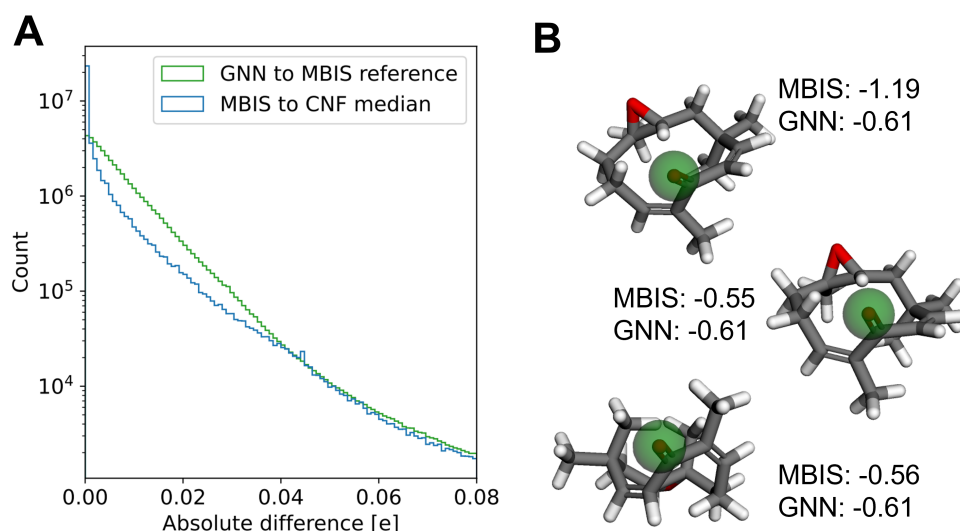 A
B
GNN to MBIS reference
MBIS to CNF median
Count
10^7
10^6
10^5
10^4
0.00 0.02 0.04 0.06 0.08
Absolute difference [e]
MBIS: -1.19
GNN: -0.61
MBIS: -0.55
GNN: -0.61
MBIS: -0.56
GNN: -0.61